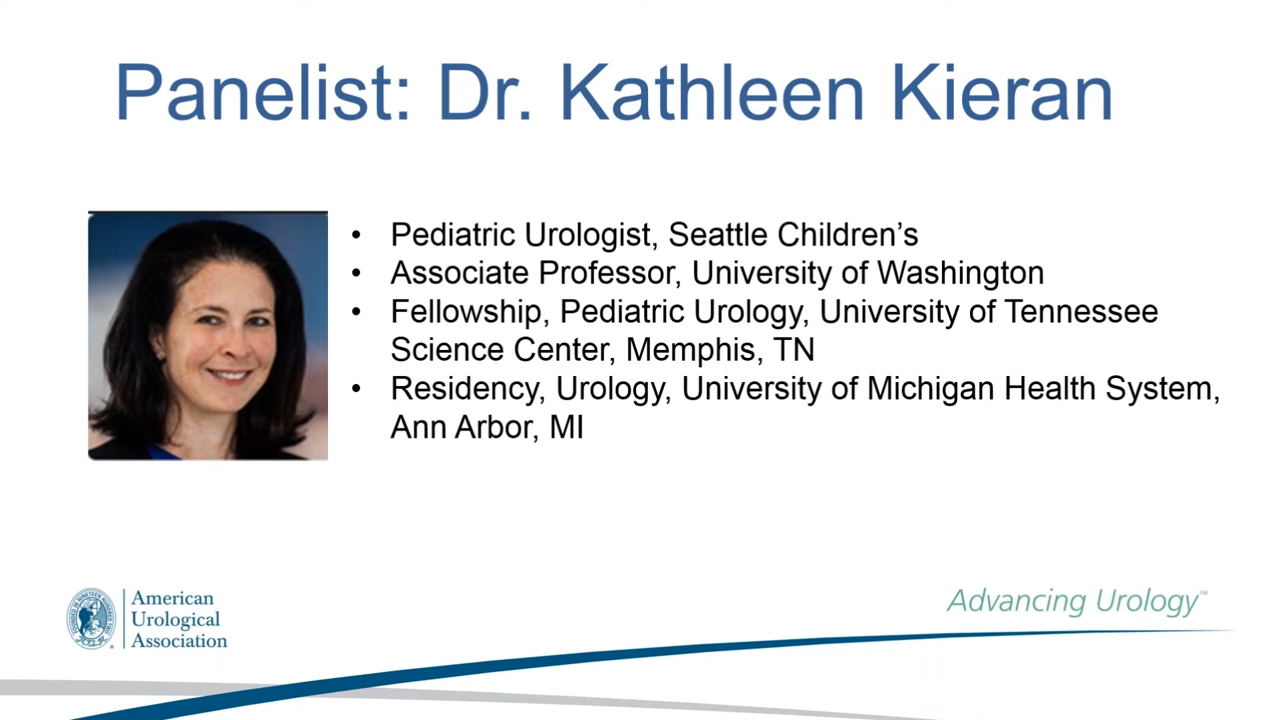 Panelist: Dr. Kathleen Kieran
• Pediatric Urologist, Seattle Children’s
• Associate Professor, University of Washington
• Fellowship, Pediatric Urology, University of Tennessee
Science Center, Memphis, TN
• Residency, Urology, University of Michigan Health System,
Ann Arbor, MI
American
Urological
Association
Advancing Urology™